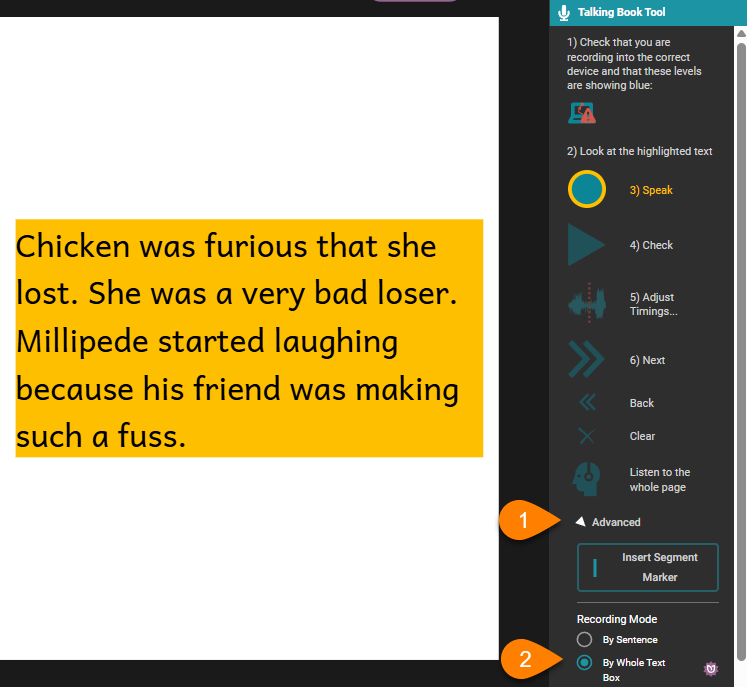 Chicken was furious that she
lost. She was a very bad loser.
Millipede started laughing
because his friend was making
such a fuss.
Talking Book Tool
1) Check that you are
recording into the correct
device and that these levels
are showing blue:
2) Look at the highlighted text
3) Speak
4) Check
5) Adjust
Timings...
6) Next
Back
Clear
Listen to the
whole page
1
Advanced
Insert Segment
Marker
Recording Mode
By Sentence
2
By Whole Text
Box